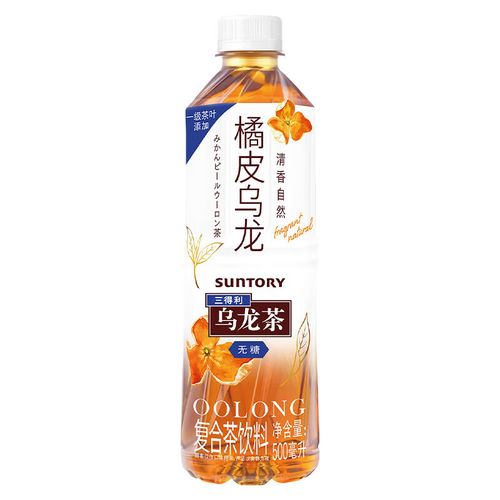 一级茶叶
添加
橘皮乌龙
みかんピールウーロン茶
清香自然
fragrant
natural
SUNTORY
三得利
乌龙茶
无糖
OOLONG
复合茶饮料
净含量:
500毫升